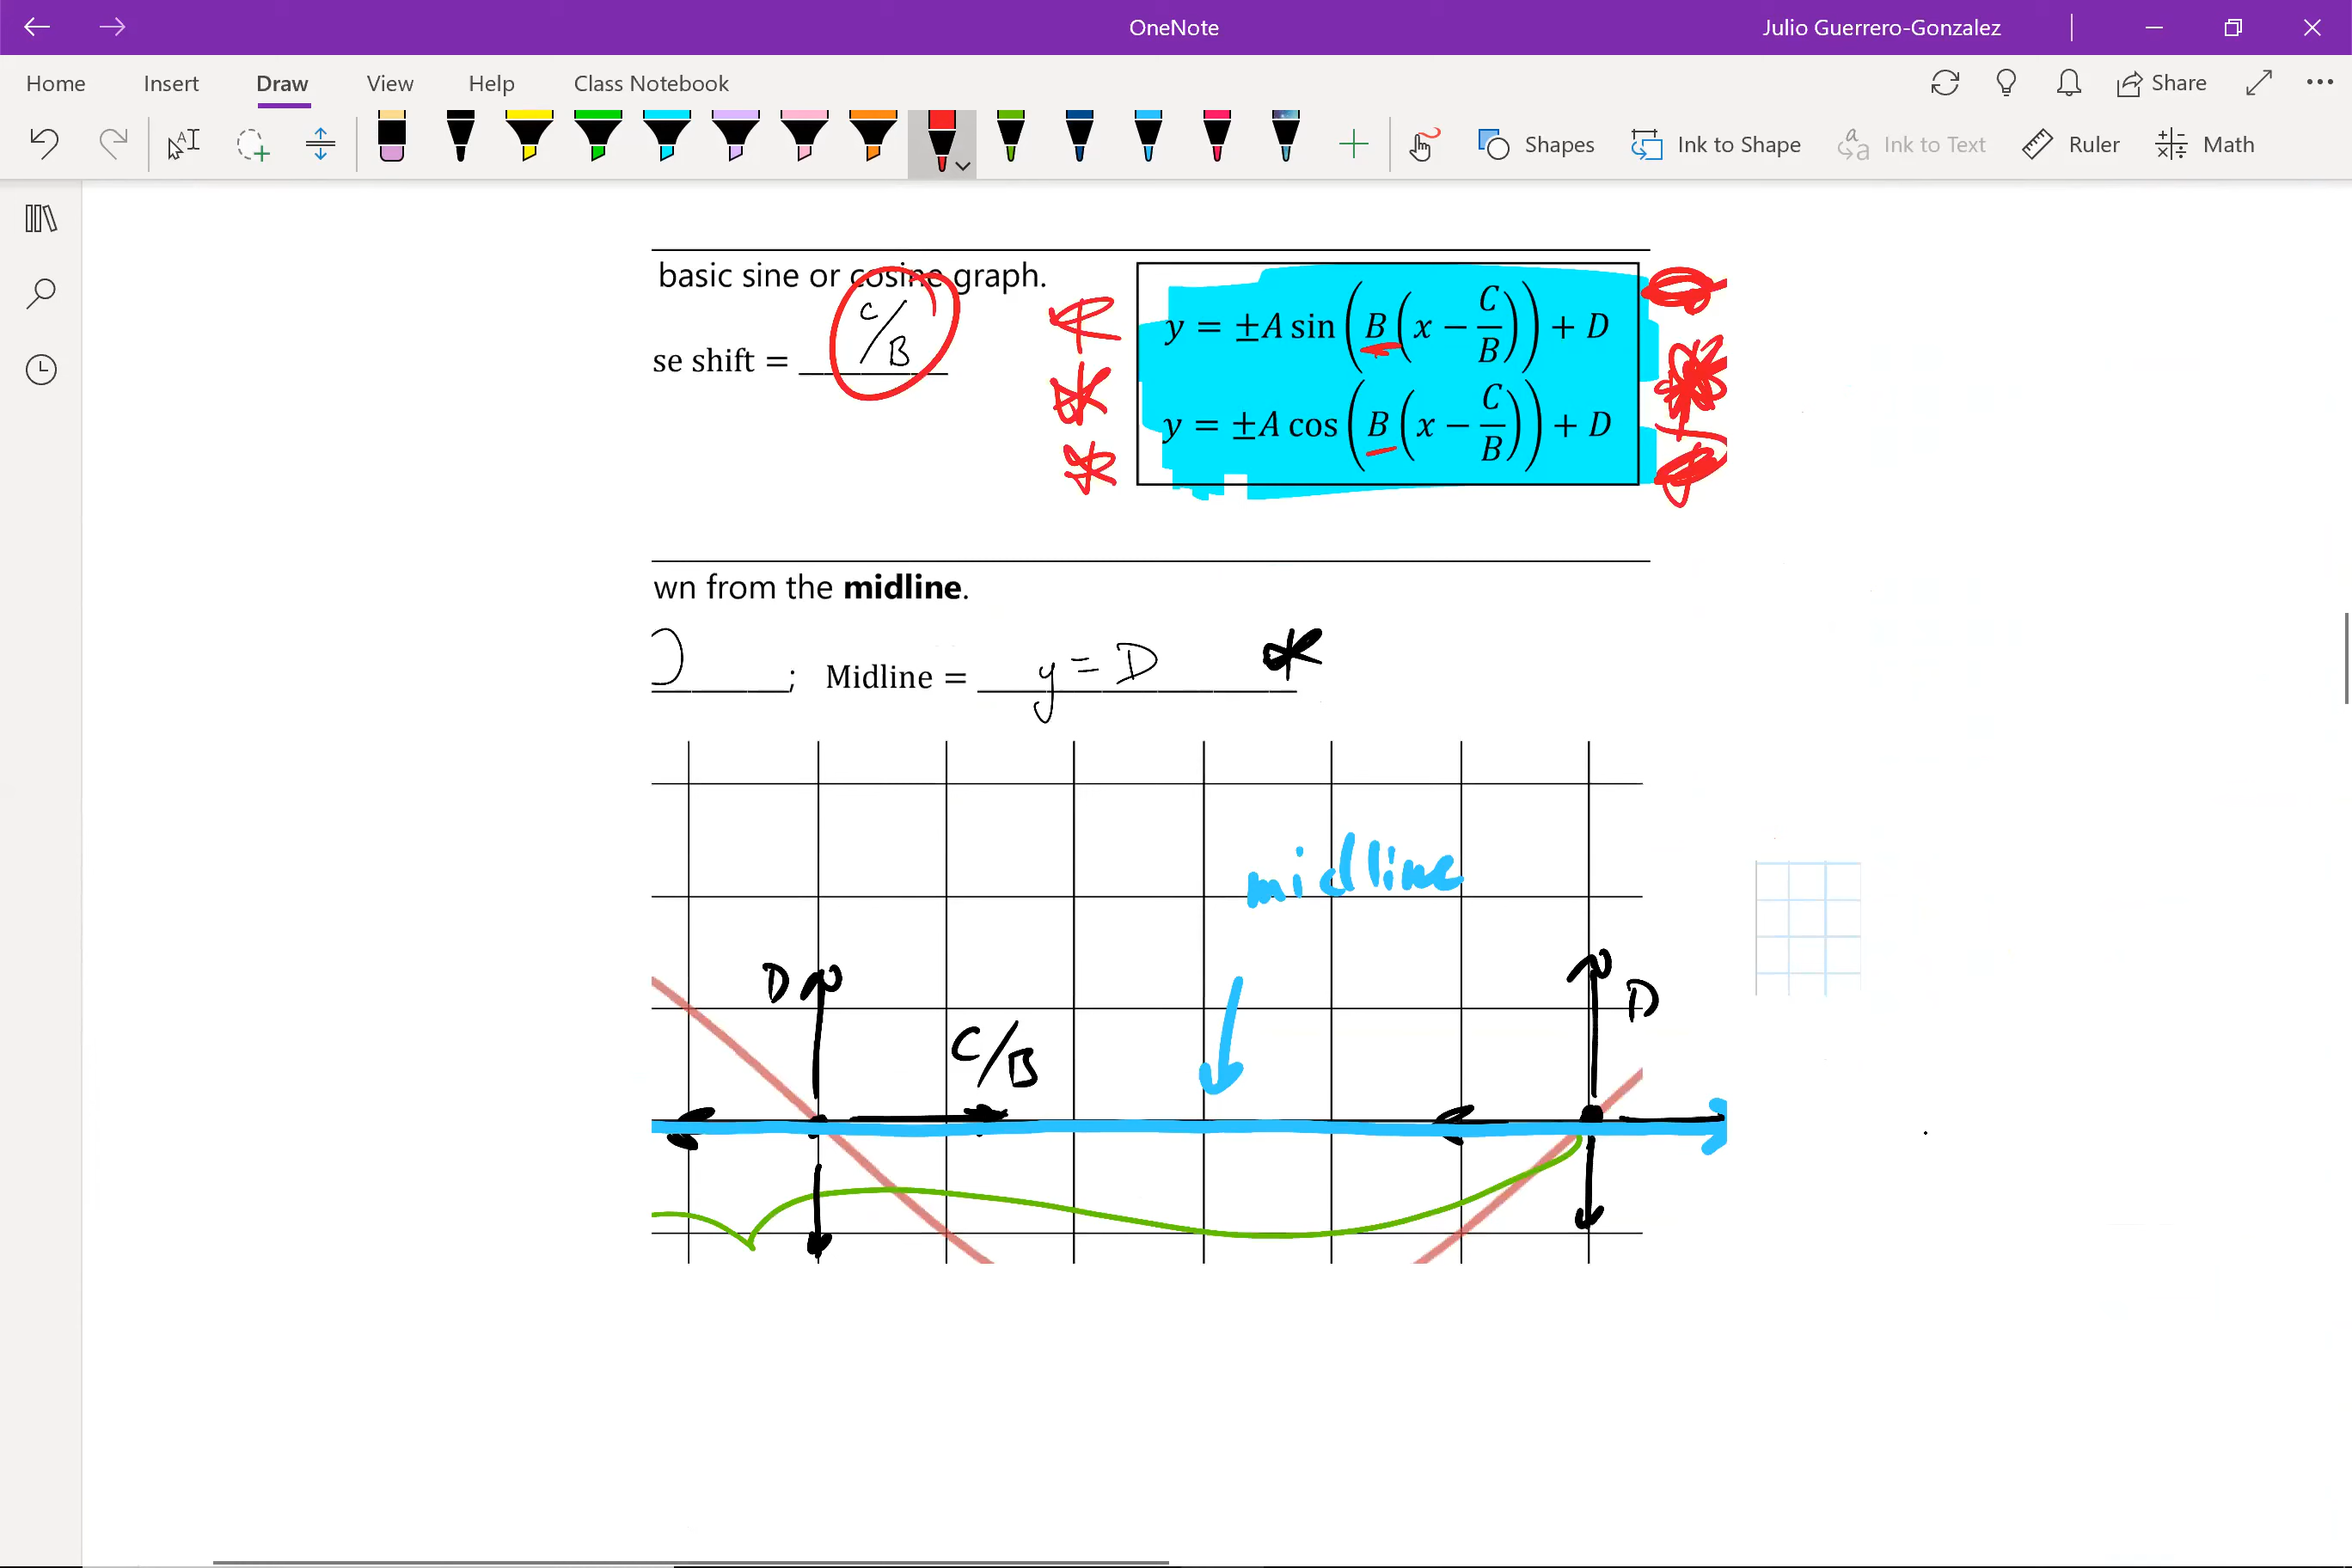 OneNote
Julio Guerrero-Gonzalez
Home Insert Draw View Help Class Notebook
Share
Shapes Ink to Shape Ink to Text Ruler Math
basic sine or cosine graph.
se shift = C/B
y = ±A sin(B(x − C/B)) + D
y = ±A cos(B(x − C/B)) + D
wn from the midline.
; Midline = y = D
midline
D
D
C/B